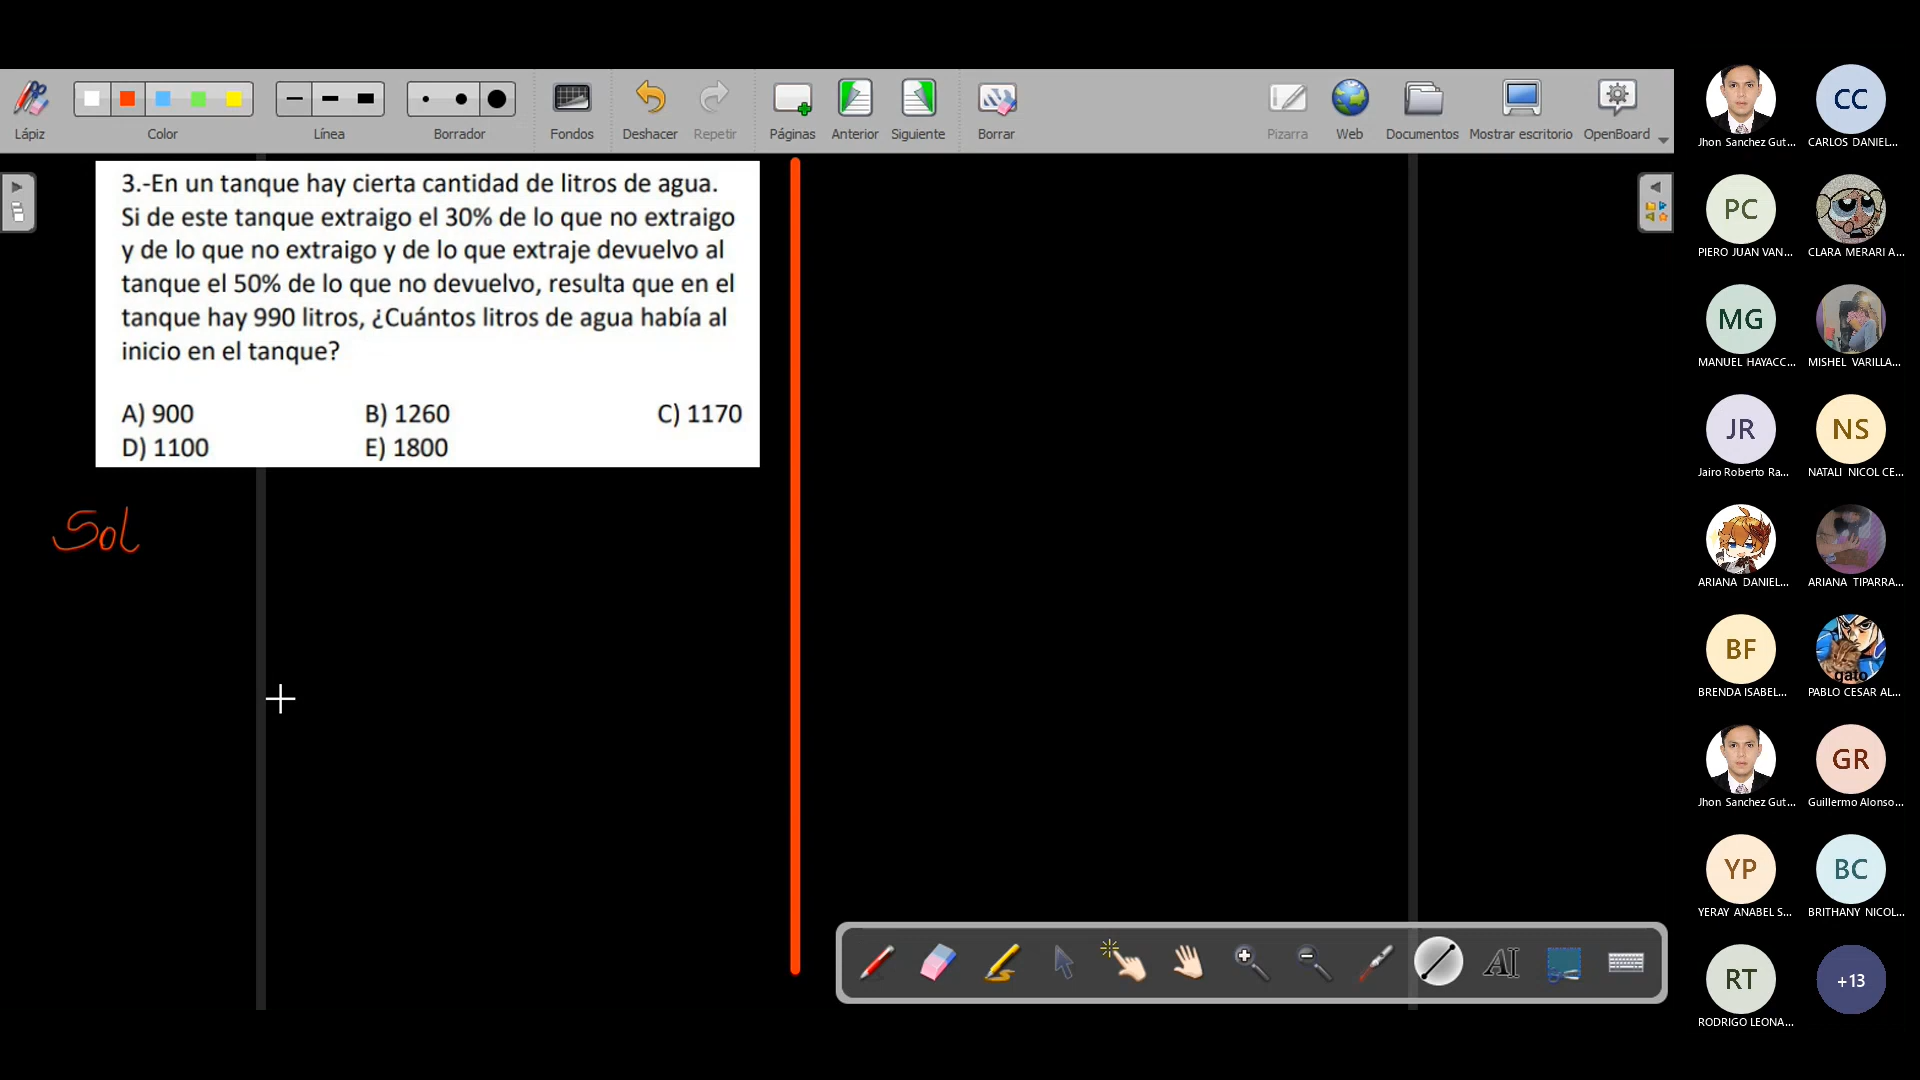 Lápiz
Color
Línea
Borrador
Fondos
Deshacer
Repetir
Páginas
Anterior
Siguiente
Borrar
Pizarra
Web
Documentos
Mostrar escritorio
OpenBoard
3.-En un tanque hay cierta cantidad de litros de agua.
Si de este tanque extraigo el 30% de lo que no extraigo
y de lo que no extraigo y de lo que extraje devuelvo al
tanque el 50% de lo que no devuelvo, resulta que en el
tanque hay 990 litros, ¿Cuántos litros de agua había al
inicio en el tanque?
A) 900 B) 1260 C) 1170
D) 1100 E) 1800
Sol
AI
Jhon Sanchez Gut...
CC
CARLOS DANIEL...
PC
PIERO JUAN VAN...
CLARA MERARI A...
MG
MANUEL HAYACC...
MISHEL VARILLA...
JR
Jairo Roberto Ra...
NS
NATALI NICOL CE...
ARIANA DANIEL...
ARIANA TIPARRA...
BF
BRENDA ISABEL...
gato
PABLO CESAR AL...
Jhon Sanchez Gut...
GR
Guillermo Alonso...
YP
YERAY ANABEL S...
BC
BRITHANY NICOL...
RT
RODRIGO LEONA...
+13